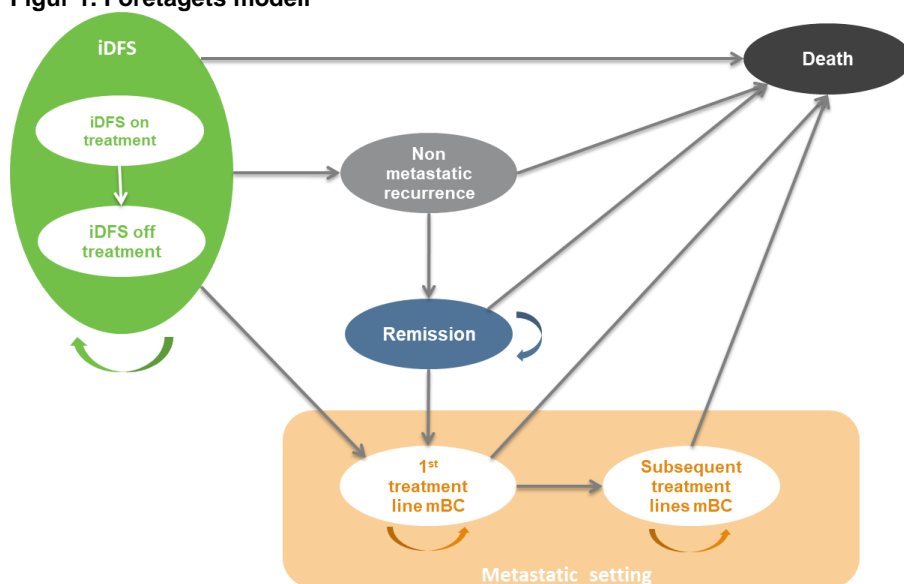 Figur 1. Företagets modell
iDFS
Death
iDFS on
treatment
Non
metastatic
recurrence
iDFS off
treatment
Remission
1st
treatment
line mBC
Subsequent
treatment
lines mBC
Metastatic setting